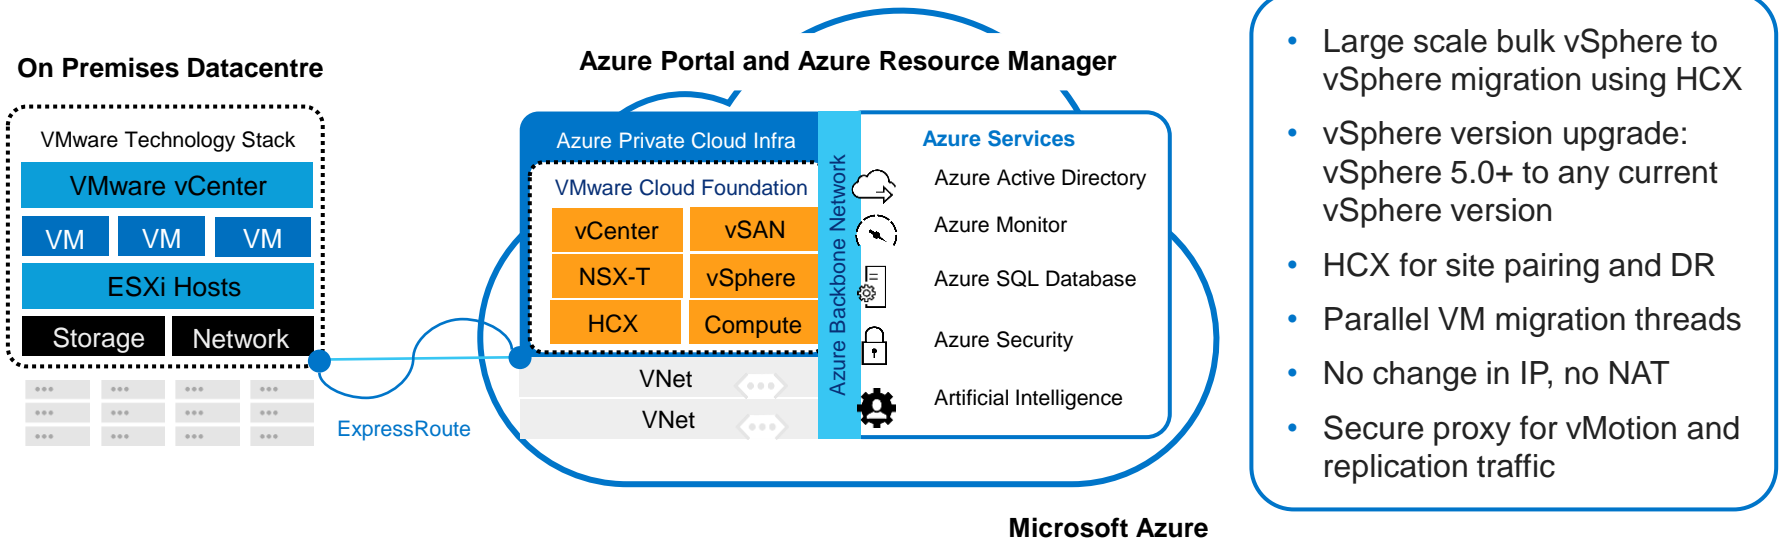 On Premises Datacentre
VMware Technology Stack
VMware vCenter
VM VM VM
ESXi Hosts
Storage Network
ExpressRoute
Azure Portal and Azure Resource Manager
Azure Private Cloud Infra
VMware Cloud Foundation
vCenter vSAN
NSX-T vSphere
HCX Compute
VNet
VNet
Azure Backbone Network
Azure Services
Azure Active Directory
Azure Monitor
Azure SQL Database
Azure Security
Artificial Intelligence
Microsoft Azure
• Large scale bulk vSphere to
vSphere migration using HCX
• vSphere version upgrade:
vSphere 5.0+ to any current
vSphere version
• HCX for site pairing and DR
• Parallel VM migration threads
• No change in IP, no NAT
• Secure proxy for vMotion and
replication traffic